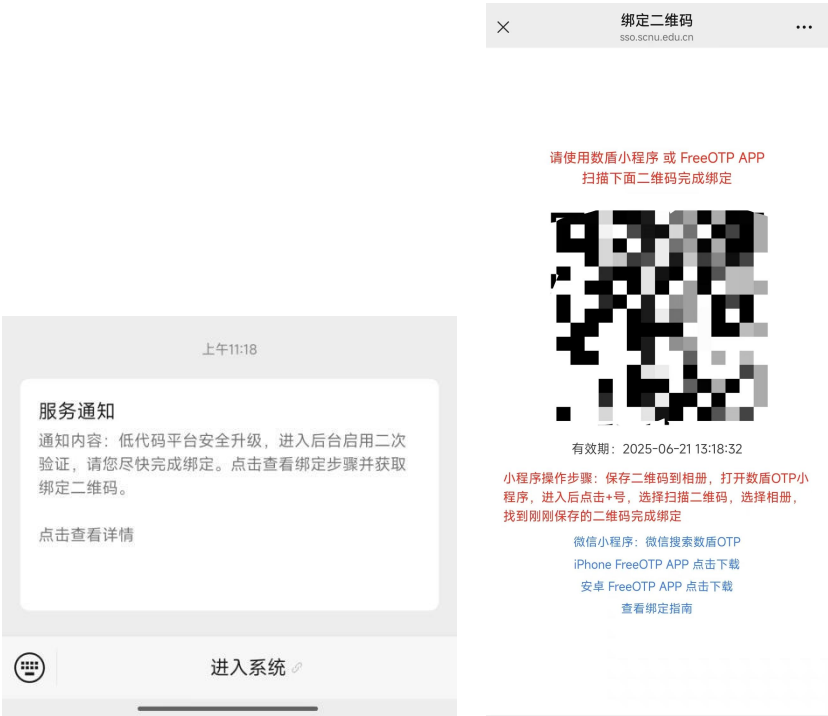 上午11:18
服务通知
通知内容：低代码平台安全升级，进入后台启用二次
验证，请您尽快完成绑定。点击查看绑定步骤并获取
绑定二维码。
点击查看详情
进入系统
绑定二维码
sso.scnu.edu.cn
请使用数盾小程序 或 FreeOTP APP
扫描下面二维码完成绑定
有效期：2025-06-21 13:18:32
小程序操作步骤：保存二维码到相册，打开数盾OTP小
程序，进入后点击+号，选择扫描二维码，选择相册，
找到刚刚保存的二维码完成绑定
微信小程序：微信搜索数盾OTP
iPhone FreeOTP APP 点击下载
安卓 FreeOTP APP 点击下载
查看绑定指南